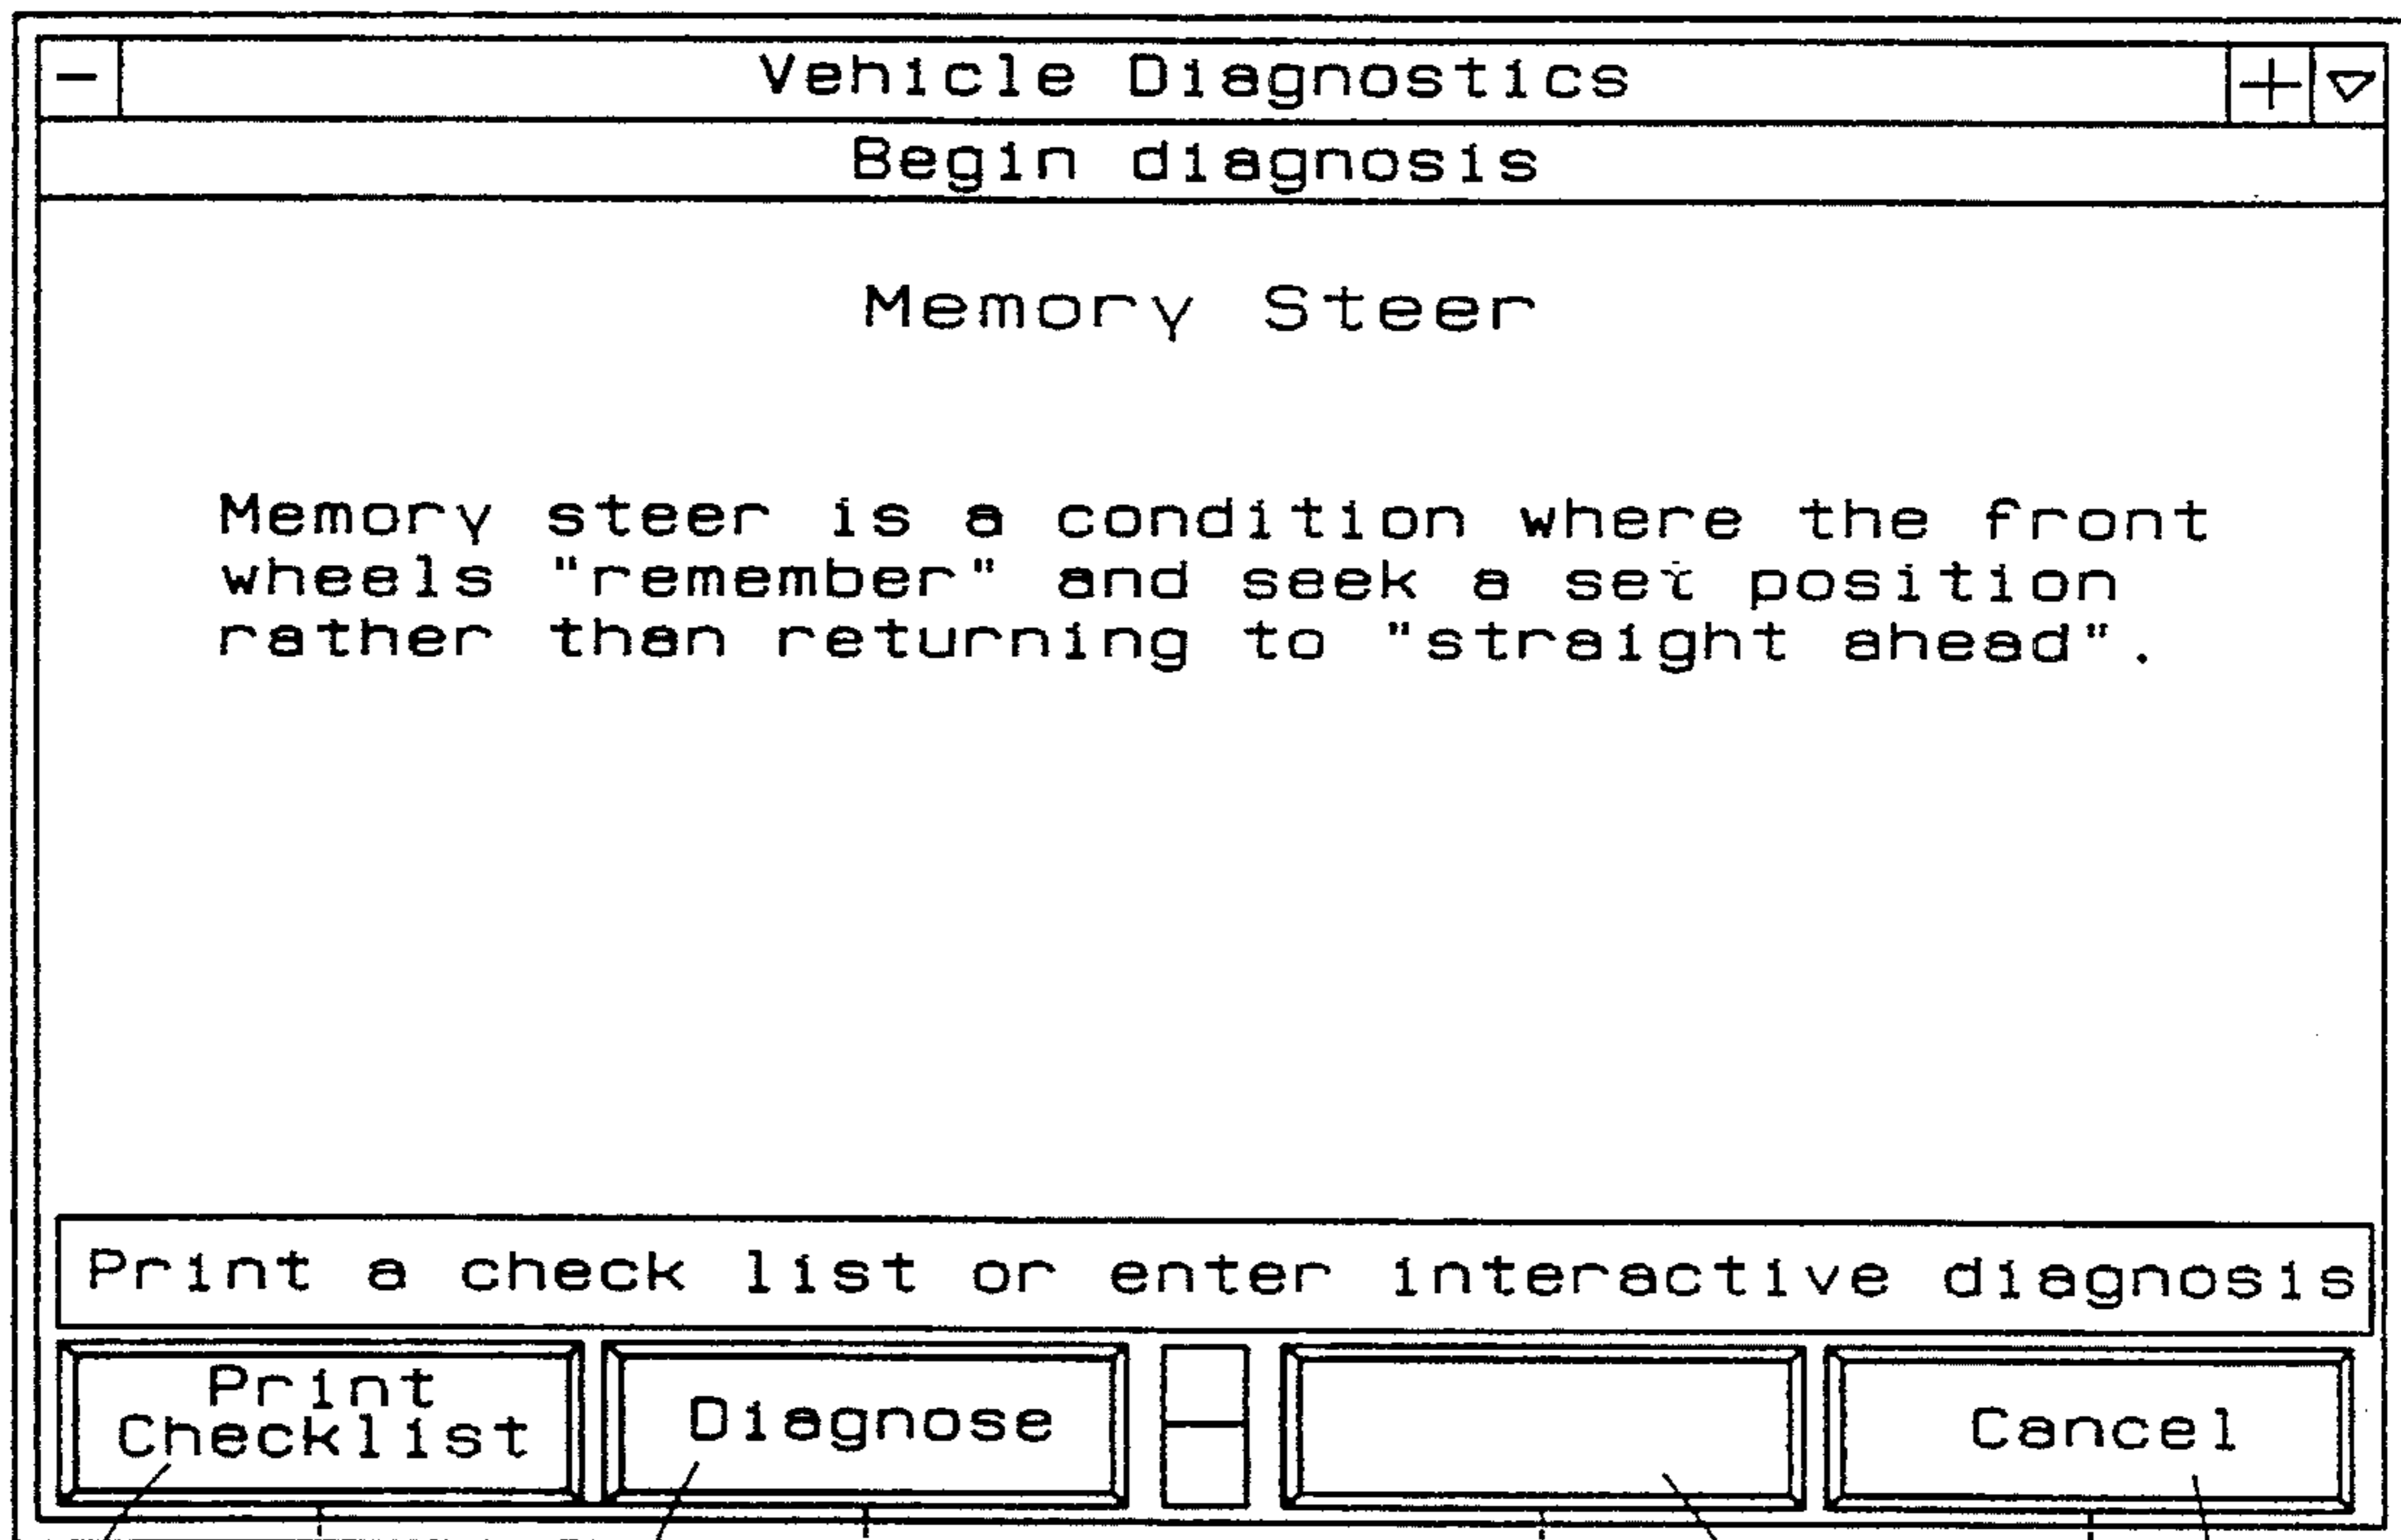 Vehicle Diagnostics
Begin diagnosis
Memory Steer
Memory steer is a condition where the front
wheels "remember" and seek a set position
rather than returning to "straight ahead".
Print a check list or enter interactive diagnosis
Print
Checklist
Diagnose
Cancel